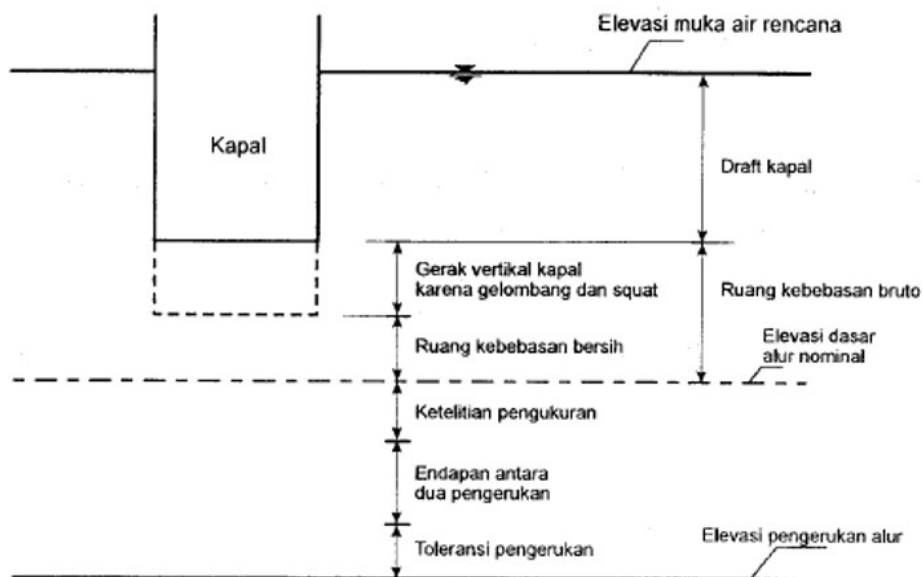 Elevasi muka air rencana
Kapal
Draft kapal
Gerak vertikal kapal
karena gelombang dan squat
Ruang kebebasan bruto
Ruang kebebasan bersih
Elevasi dasar
alur nominal
Ketelitian pengukuran
Endapan antara
dua pengerukan
Elevasi pengerukan alur
Toleransi pengerukan